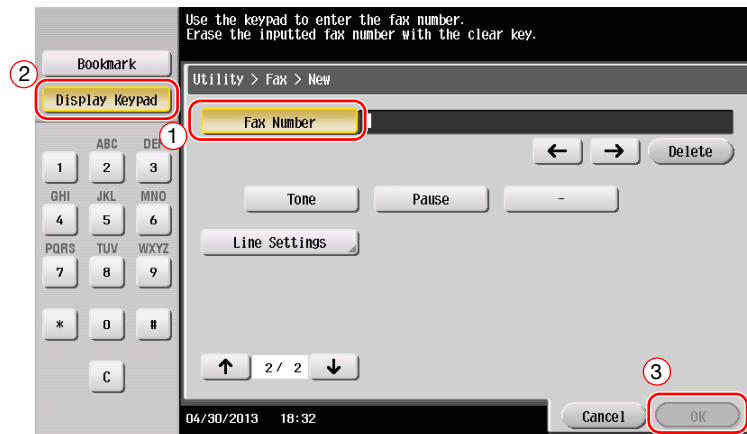 Use the keypad to enter the fax number.
Erase the inputted fax number with the clear key.
2
Bookmark
Display Keypad
Utility > Fax > New
1
Fax Number
← → Delete
ABC DEF
1 2 3
GHI JKL MNO
4 5 6
PQRS TUV WXYZ
7 8 9
* 0 #
C
Tone Pause -
Line Settings
↑ 2/ 2 ↓
3
04/30/2013 18:32
Cancel OK